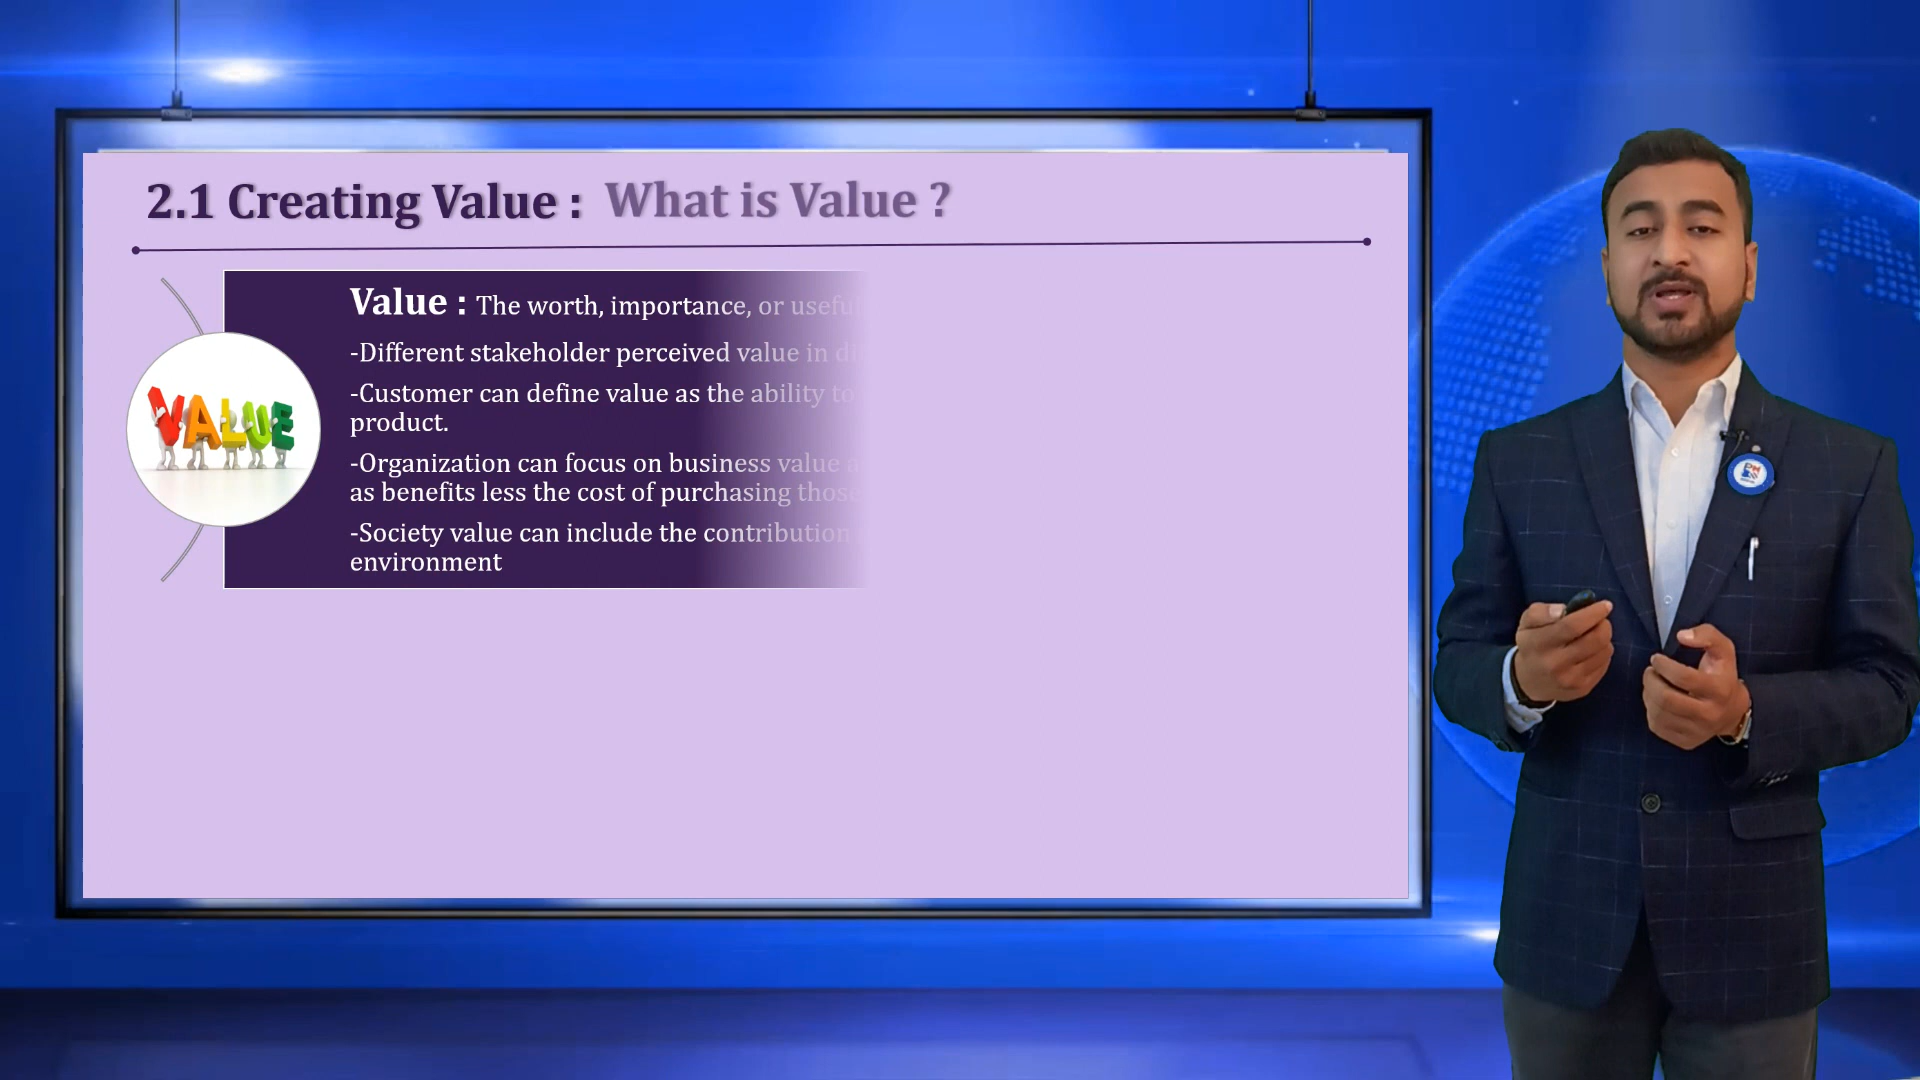 2.1 Creating Value : What is Value ?
Value : The worth, importance, or
-Different stakeholder perceived value in
-Customer can define value as the ability to
product.
-Organization can focus on business value
as benefits less the cost of purchasing those
-Society value can include the contribution
environment
VALUE